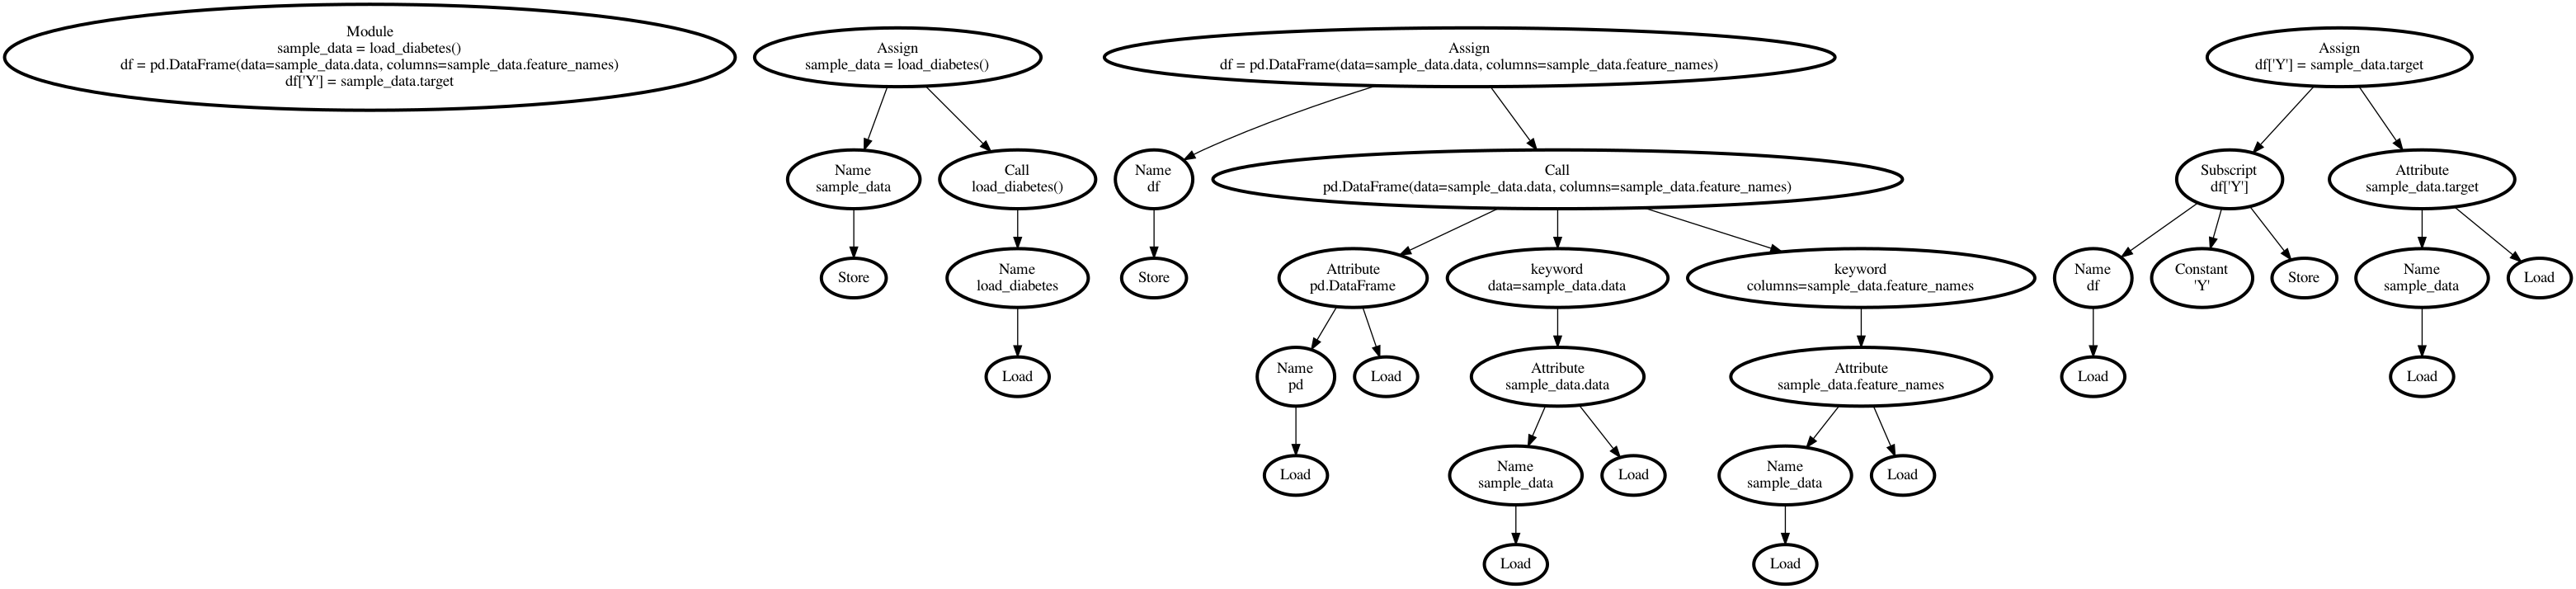 Module
sample_data = load_diabetes()
df = pd.DataFrame(data=sample_data.data, columns=sample_data.feature_names)
df['Y'] = sample_data.target
Assign
sample_data = load_diabetes()
Assign
df = pd.DataFrame(data=sample_data.data, columns=sample_data.feature_names)
Assign
df['Y'] = sample_data.target
Name
sample_data
Call
load_diabetes()
Name
df
Call
pd.DataFrame(data=sample_data.data, columns=sample_data.feature_names)
Subscript
df['Y']
Attribute
sample_data.target
Store
Name
load_diabetes
Store
Attribute
pd.DataFrame
keyword
data=sample_data.data
keyword
columns=sample_data.feature_names
Name
df
Constant
'Y'
Store
Name
sample_data
Load
Load
Name
pd
Load
Attribute
sample_data.data
Attribute
sample_data.feature_names
Load
Load
Load
Name
sample_data
Load
Name
sample_data
Load
Load
Load